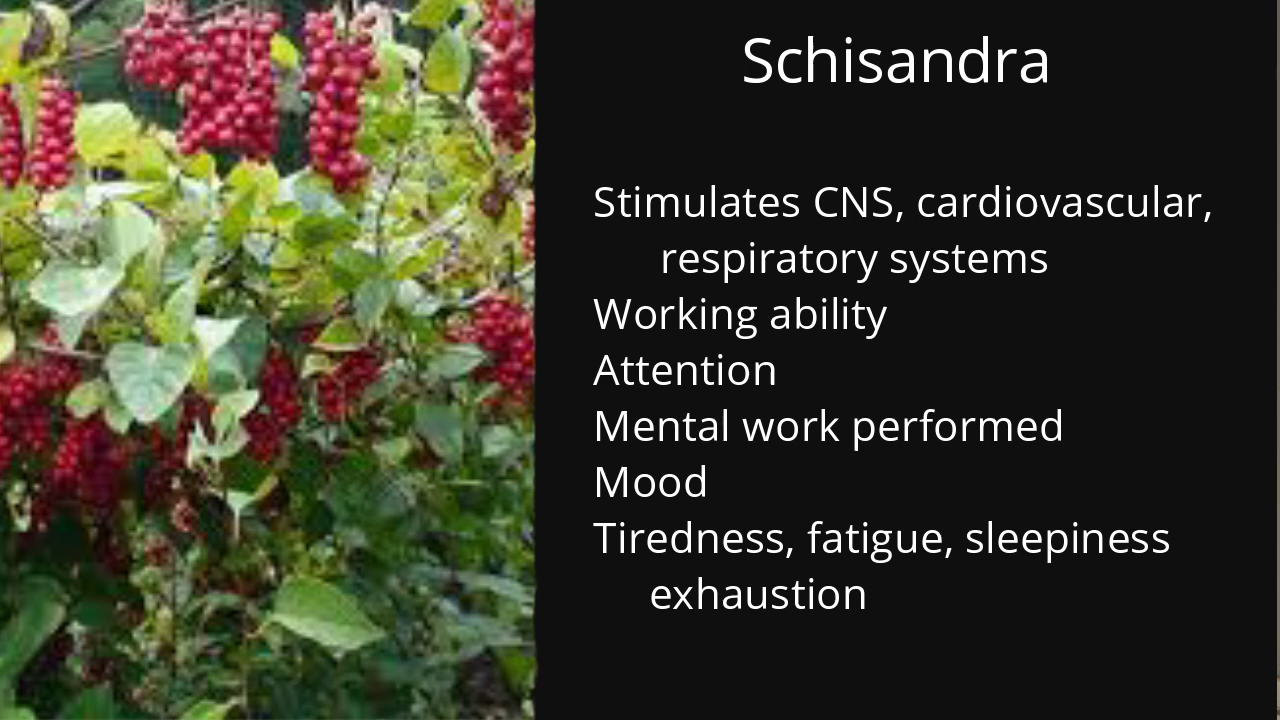 Schisandra
Stimulates CNS, cardiovascular,
respiratory systems
Working ability
Attention
Mental work performed
Mood
Tiredness, fatigue, sleepiness
exhaustion